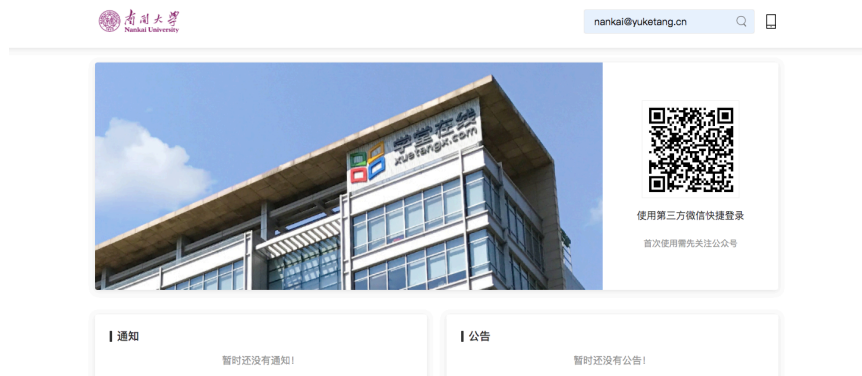 南開大學
Nankai University
nankai@yuketang.cn
学堂在线
xuetangx.com
使用第三方微信快捷登录
首次使用需先关注公众号
通知
公告
暂时还没有通知!
暂时还没有公告!